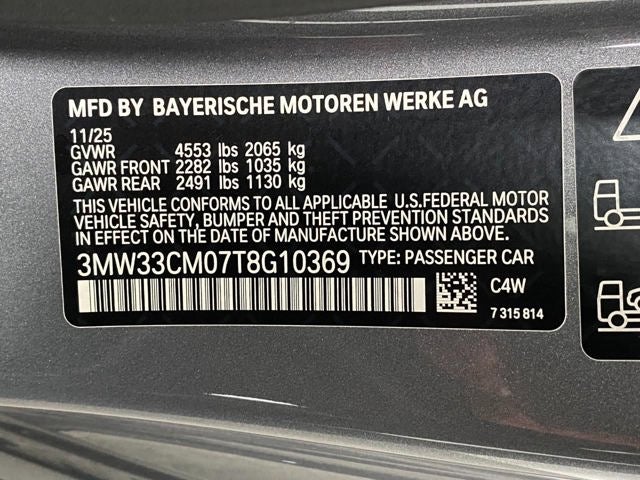 MFD BY BAYERISCHE MOTOREN WERKE AG
11/25
GVWR 4553 lbs 2065 kg
GAWR FRONT 2282 lbs 1035 kg
GAWR REAR 2491 lbs 1130 kg
THIS VEHICLE CONFORMS TO ALL APPLICABLE U.S.FEDERAL MOTOR
VEHICLE SAFETY, BUMPER AND THEFT PREVENTION STANDARDS
IN EFFECT ON THE DATE OF MANUFACTURE SHOWN ABOVE.
3MW33CM07T8G10369 TYPE: PASSENGER CAR
C4W
7 315 814